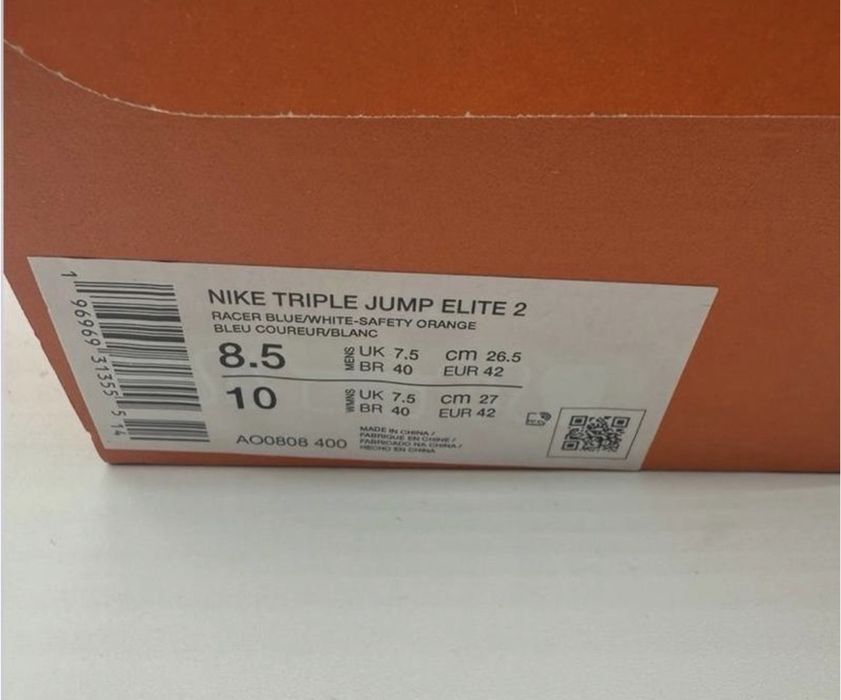 NIKE TRIPLE JUMP ELITE 2
RACER BLUE/WHITE-SAFETY ORANGE
BLEU COUREUR/BLANC
8.5 MENS UK 7.5 cm 26.5
BR 40 EUR 42
10 WMNS UK 7.5 cm 27
BR 40 EUR 42
AO0808 400
MADE IN CHINA /
FABRIQUE EN CHINE /
FABRICADO NA CHINA /
HECHO EN CHINA
1 96969 31355 5 14